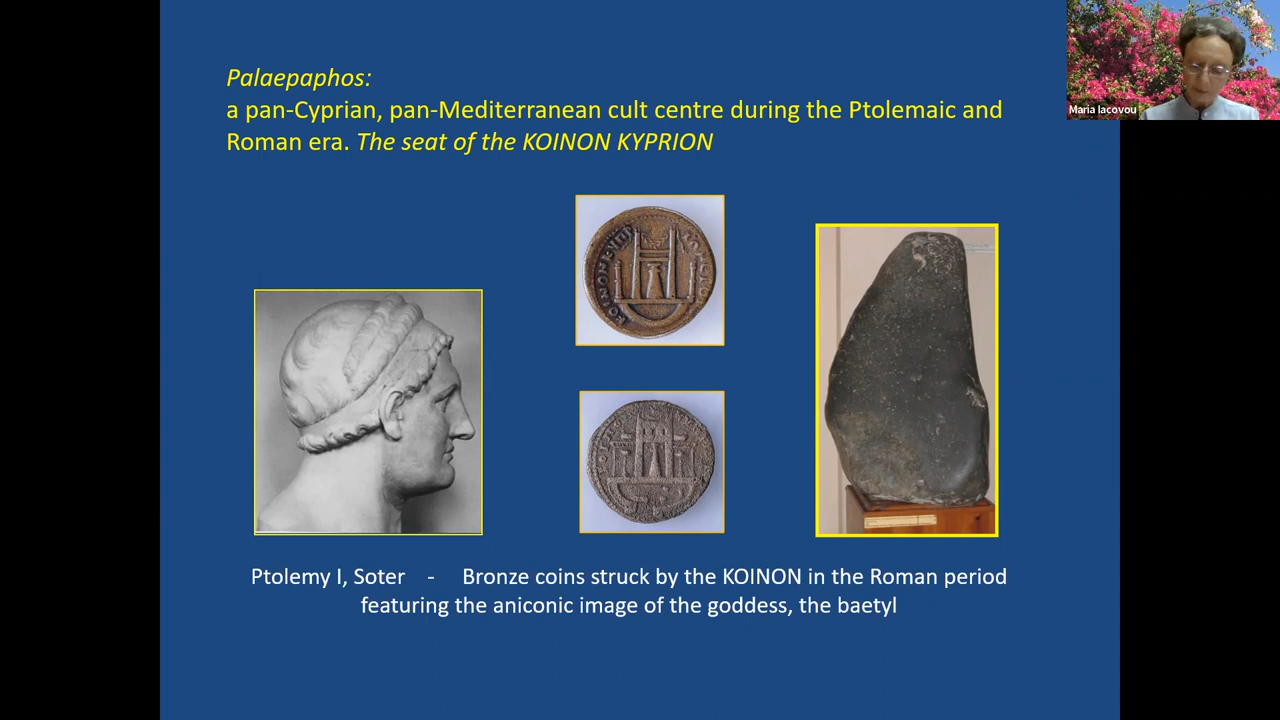 Palaepaphos:
a pan-Cyprian, pan-Mediterranean cult centre during the Ptolemaic and
Roman era. The seat of the KOINON KYPRION
Maria Iacovou
Ptolemy I, Soter - Bronze coins struck by the KOINON in the Roman period
featuring the aniconic image of the goddess, the baetyl